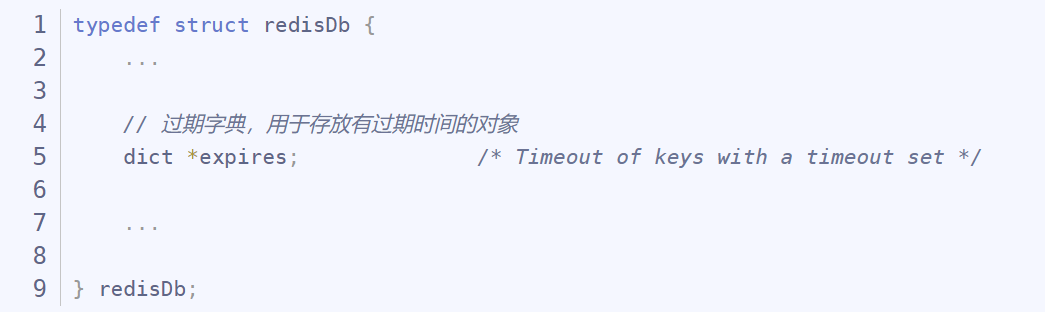 1 typedef struct redisDb {
2 ...
3
4 // 过期字典，用于存放有过期时间的对象
5 dict *expires; /* Timeout of keys with a timeout set */
6
7 ...
8
9 } redisDb;